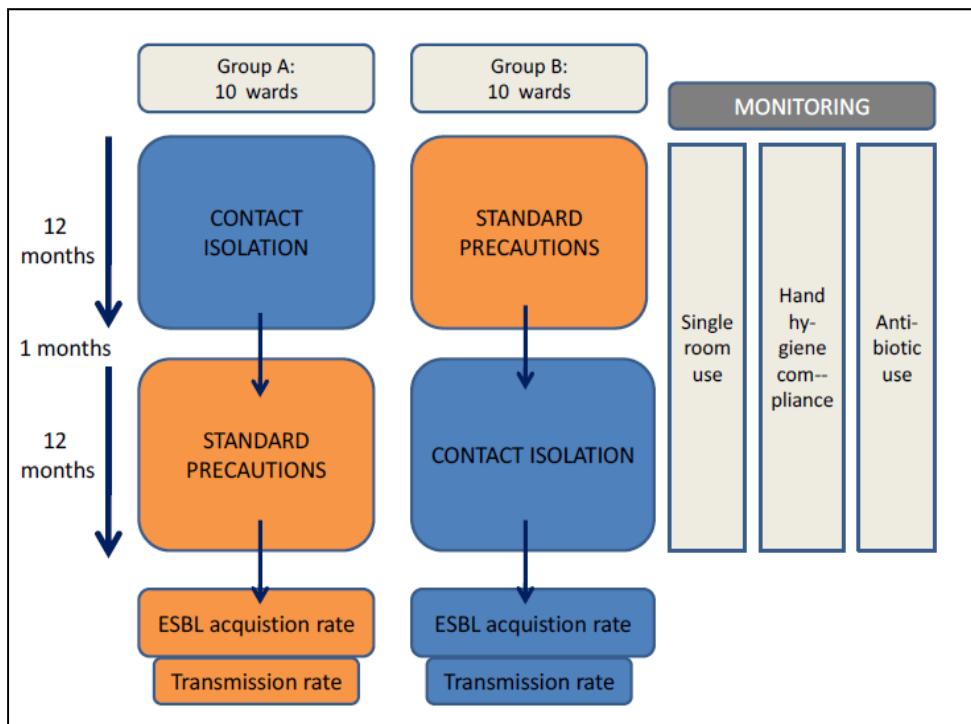 Group A:
10 wards
Group B:
10 wards
MONITORING
12
months
CONTACT
ISOLATION
STANDARD
PRECAUTIONS
1 months
12
months
STANDARD
PRECAUTIONS
CONTACT ISOLATION
Single
room
use
Hand
hy-
giene
com--
pliance
Anti-
biotic
use
ESBL acquistion rate
Transmission rate
ESBL acquistion rate
Transmission rate